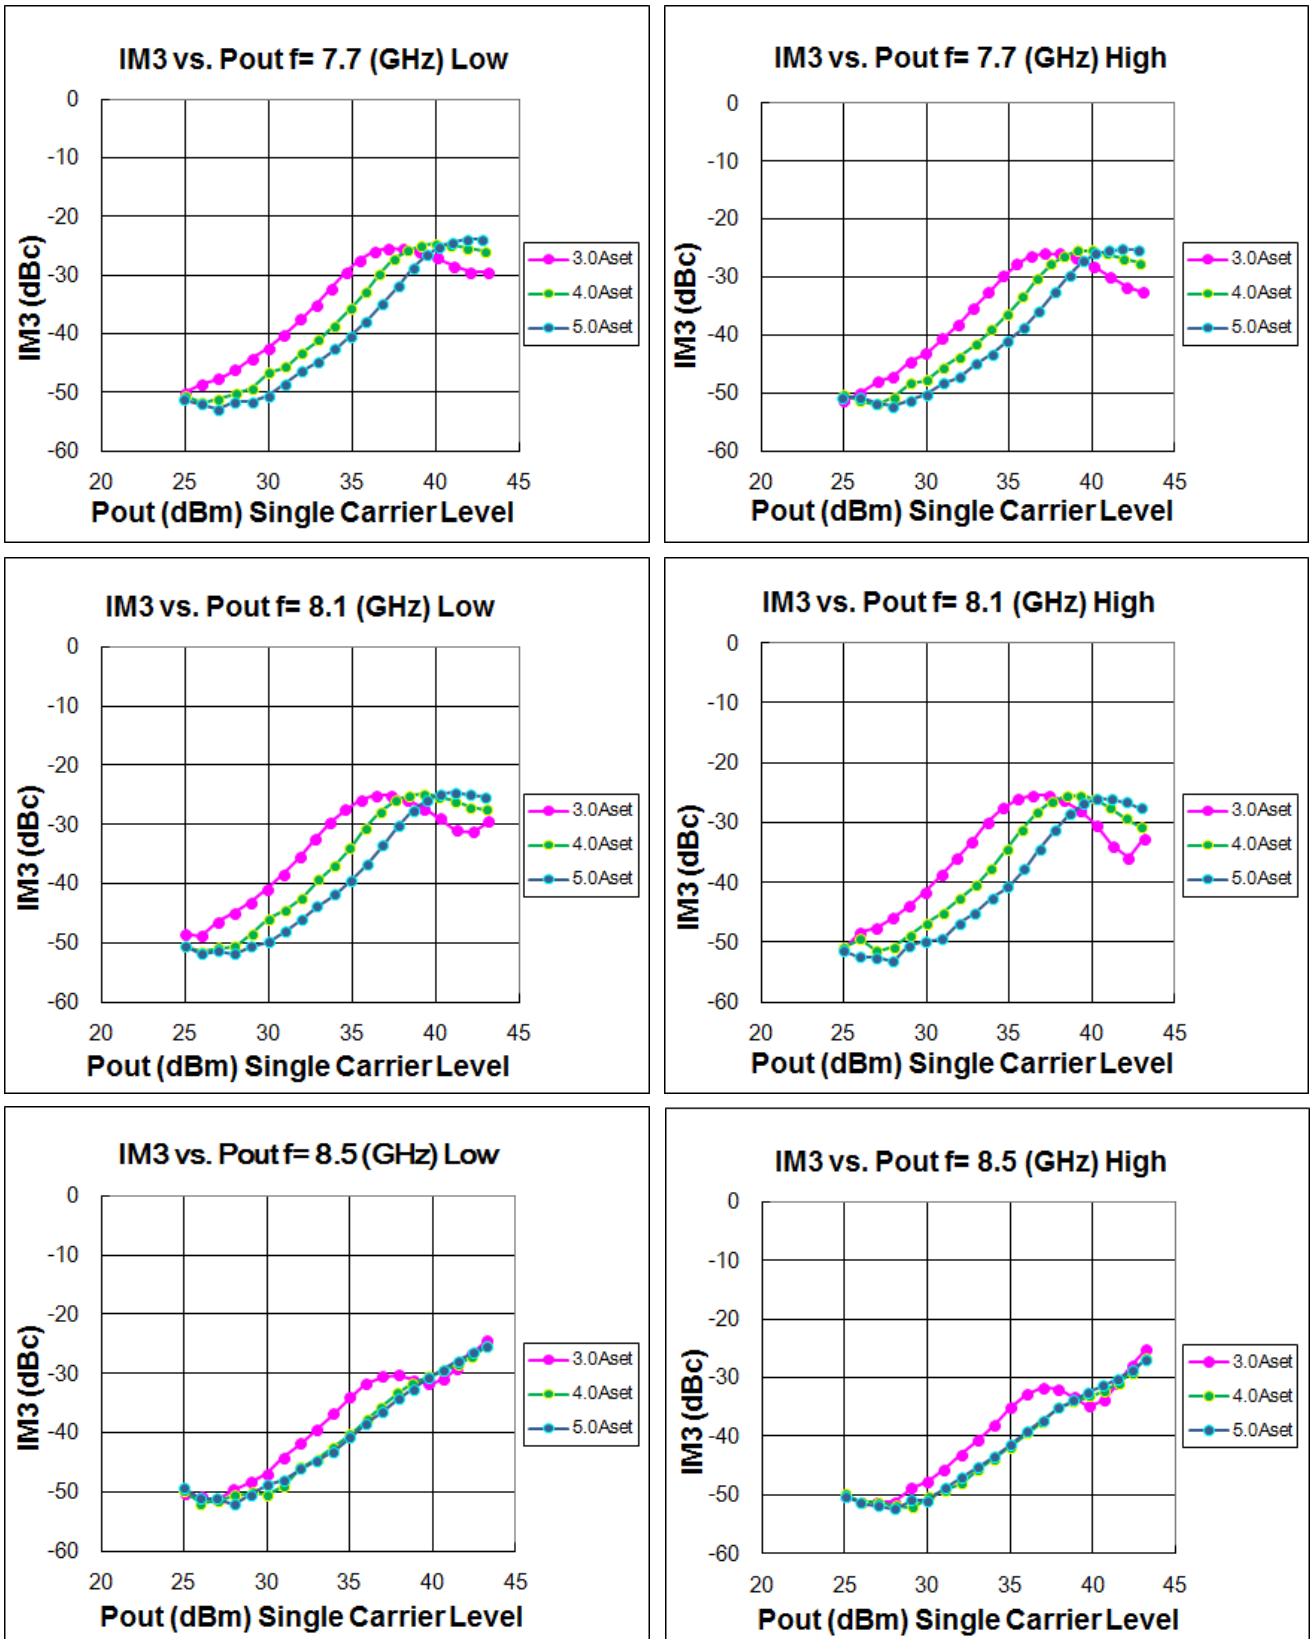 IM3 vs. Pout f= 7.7 (GHz) Low
0
-10
-20
-30
-40
-50
-60
IM3 (dBc)
20 25 30 35 40 45
Pout (dBm) Single Carrier Level
3.0Aset
4.0Aset
5.0Aset
IM3 vs. Pout f= 7.7 (GHz) High
0
-10
-20
-30
-40
-50
-60
IM3 (dBc)
20 25 30 35 40 45
Pout (dBm) Single Carrier Level
3.0Aset
4.0Aset
5.0Aset
IM3 vs. Pout f= 8.1 (GHz) Low
0
-10
-20
-30
-40
-50
-60
IM3 (dBc)
20 25 30 35 40 45
Pout (dBm) Single Carrier Level
3.0Aset
4.0Aset
5.0Aset
IM3 vs. Pout f= 8.1 (GHz) High
0
-10
-20
-30
-40
-50
-60
IM3 (dBc)
20 25 30 35 40 45
Pout (dBm) Single Carrier Level
3.0Aset
4.0Aset
5.0Aset
IM3 vs. Pout f= 8.5 (GHz) Low
0
-10
-20
-30
-40
-50
-60
IM3 (dBc)
20 25 30 35 40 45
Pout (dBm) Single Carrier Level
3.0Aset
4.0Aset
5.0Aset
IM3 vs. Pout f= 8.5 (GHz) High
0
-10
-20
-30
-40
-50
-60
IM3 (dBc)
20 25 30 35 40 45
Pout (dBm) Single Carrier Level
3.0Aset
4.0Aset
5.0Aset